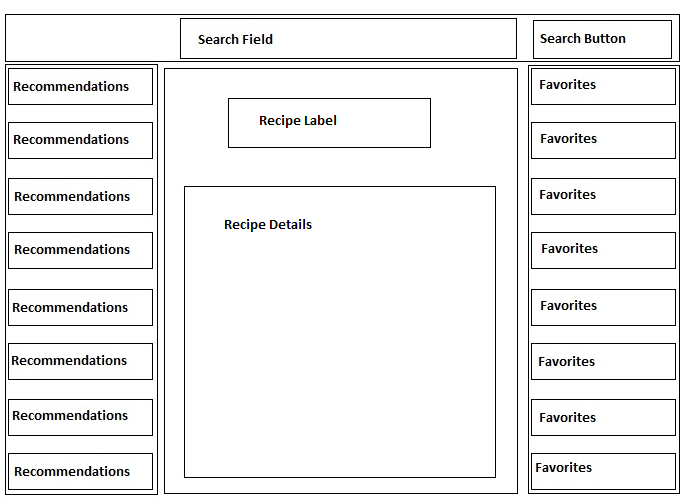 Search Field
Search Button
Recommendations
Recommendations
Recommendations
Recommendations
Recommendations
Recommendations
Recommendations
Recommendations
Recipe Label
Recipe Details
Favorites
Favorites
Favorites
Favorites
Favorites
Favorites
Favorites
Favorites